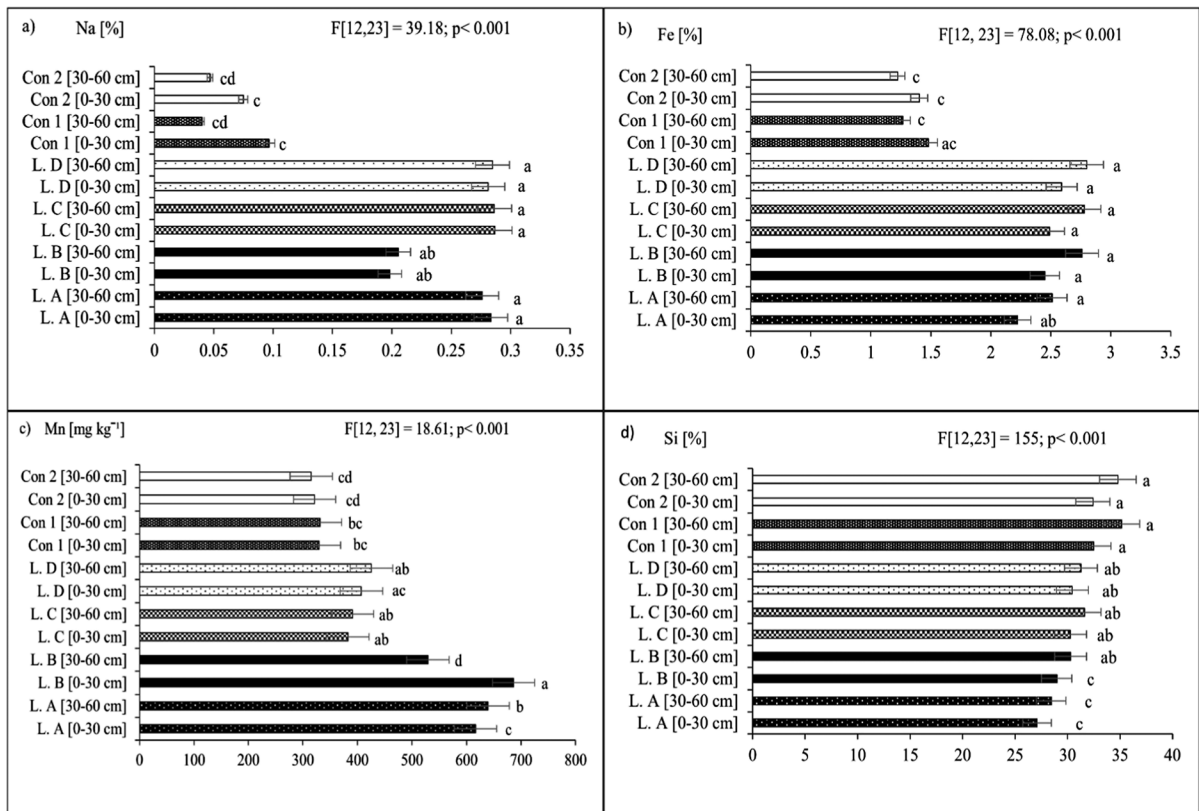 a) Na [%] F[12,23] = 39.18; p< 0.001
Con 2 [30-60 cm] cd
Con 2 [0-30 cm] c
Con 1 [30-60 cm] cd
Con 1 [0-30 cm] c
L. D [30-60 cm] a
L. D [0-30 cm] a
L. C [30-60 cm] a
L. C [0-30 cm] a
L. B [30-60 cm] ab
L. B [0-30 cm] ab
L. A [30-60 cm] a
L. A [0-30 cm] a
0 0.05 0.1 0.15 0.2 0.25 0.3 0.35
b) Fe [%] F[12, 23] = 78.08; p< 0.001
Con 2 [30-60 cm] c
Con 2 [0-30 cm] c
Con 1 [30-60 cm] c
Con 1 [0-30 cm] ac
L. D [30-60 cm] a
L. D [0-30 cm] a
L. C [30-60 cm] a
L. C [0-30 cm] a
L. B [30-60 cm] a
L. B [0-30 cm] a
L. A [30-60 cm] a
L. A [0-30 cm] ab
0 0.5 1 1.5 2 2.5 3 3.5
c) Mn [mg kg⁻¹] F[12, 23] = 18.61; p< 0.001
Con 2 [30-60 cm] cd
Con 2 [0-30 cm] cd
Con 1 [30-60 cm] bc
Con 1 [0-30 cm] bc
L. D [30-60 cm] ab
L. D [0-30 cm] ac
L. C [30-60 cm] ab
L. C [0-30 cm] ab
L. B [30-60 cm] d
L. B [0-30 cm] a
L. A [30-60 cm] b
L. A [0-30 cm] c
0 100 200 300 400 500 600 700 800
d) Si [%] F[12,23] = 155; p< 0.001
Con 2 [30-60 cm] a
Con 2 [0-30 cm] a
Con 1 [30-60 cm] a
Con 1 [0-30 cm] a
L. D [30-60 cm] ab
L. D [0-30 cm] ab
L. C [30-60 cm] ab
L. C [0-30 cm] ab
L. B [30-60 cm] ab
L. B [0-30 cm] c
L. A [30-60 cm] c
L. A [0-30 cm] c
0 5 10 15 20 25 30 35 40